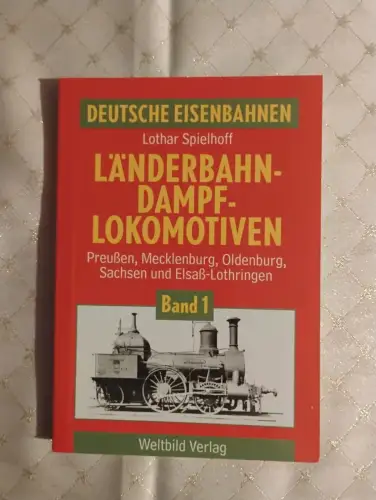 DEUTSCHE EISENBAHNEN
Lothar Spielhoff
LÄNDERBAHN-
DAMPF-
LOKOMOTIVEN
Preußen, Mecklenburg, Oldenburg,
Sachsen und Elsaß-Lothringen
Band 1
Weltbild Verlag